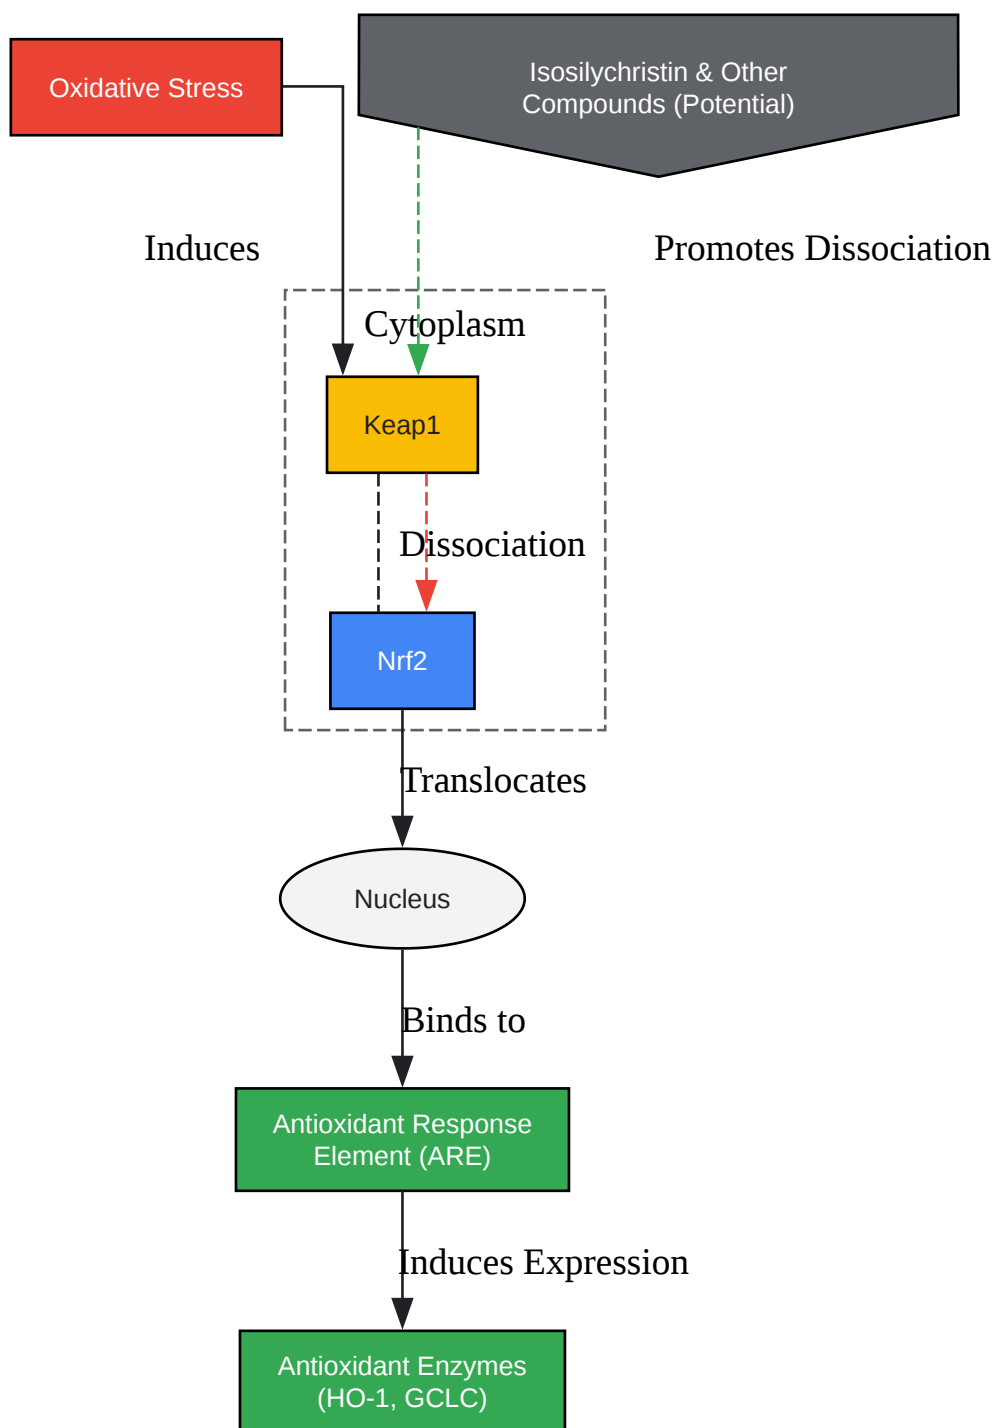 Oxidative Stress
Isosilychristin & Other
Compounds (Potential)
Induces
Promotes Dissociation
Cytoplasm
Keap1
Dissociation
Nrf2
Translocates
Nucleus
Binds to
Antioxidant Response
Element (ARE)
Induces Expression
Antioxidant Enzymes
(HO-1, GCLC)